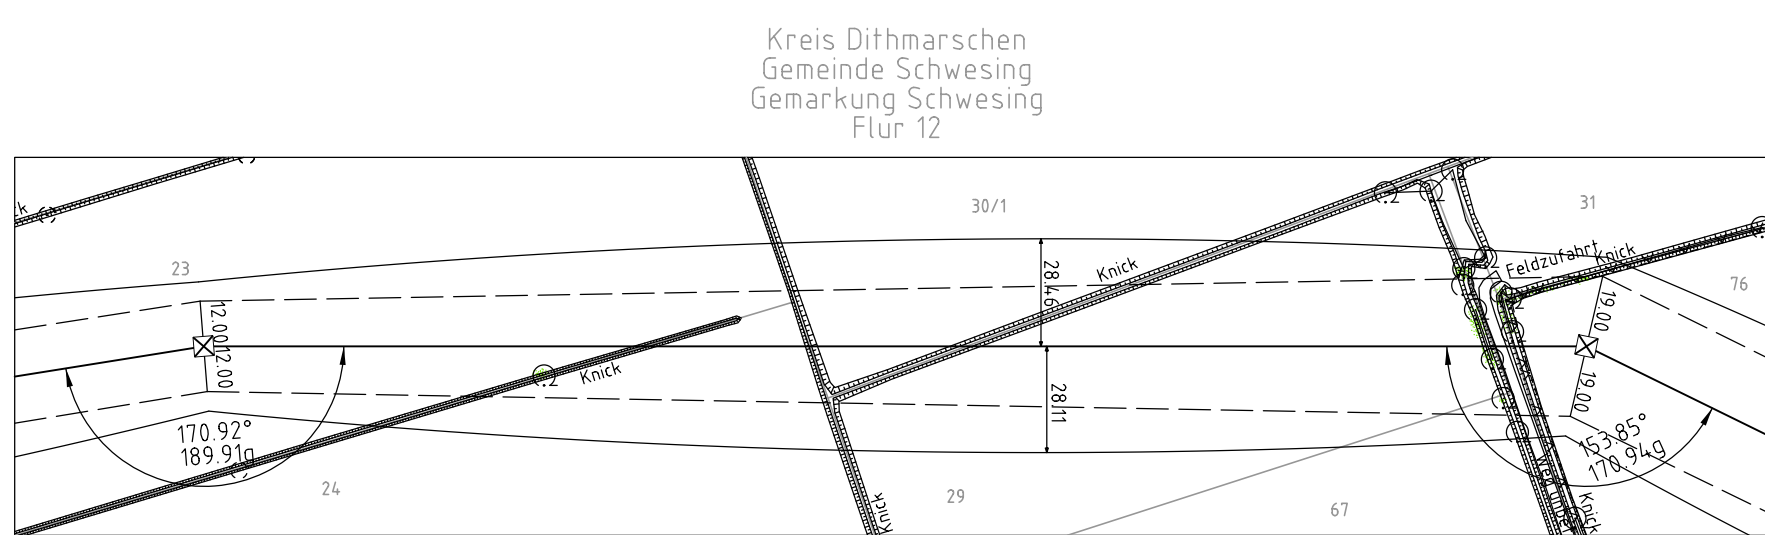 Kreis Dithmarschen
Gemeinde Schwesing
Gemarkung Schwesing
Flur 12
30/1
31
23
Knick
Feldzufahrt
Knick
76
28.46
12.00
12.00
19.00
19.00
Knick
28.11
170.92°
189.91g
153.85°
170.94g
24
29
67
Knick
Knick